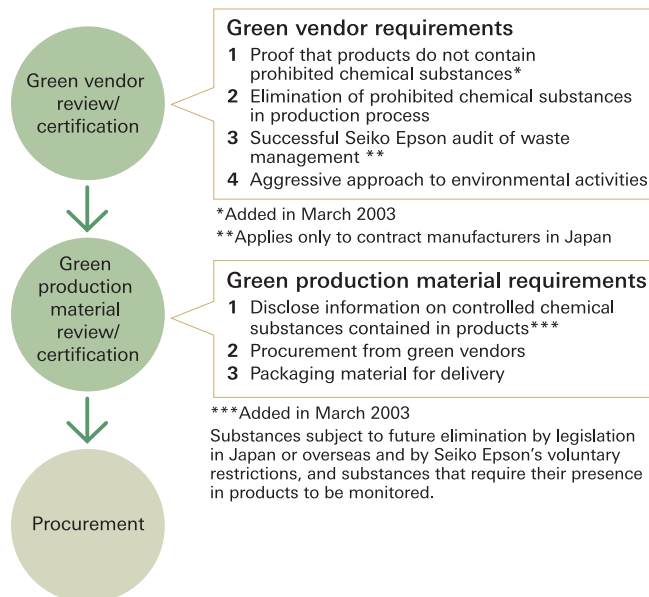 Green vendor
review/
certification
Green vendor requirements
1 Proof that products do not contain
prohibited chemical substances*
2 Elimination of prohibited chemical substances
in production process
3 Successful Seiko Epson audit of waste
management **
4 Aggressive approach to environmental activities
*Added in March 2003
**Applies only to contract manufacturers in Japan
Green
production
material
review/
certification
Green production material requirements
1 Disclose information on controlled chemical
substances contained in products***
2 Procurement from green vendors
3 Packaging material for delivery
***Added in March 2003
Substances subject to future elimination by legislation
in Japan or overseas and by Seiko Epson's voluntary
restrictions, and substances that require their presence
in products to be monitored.
Procurement